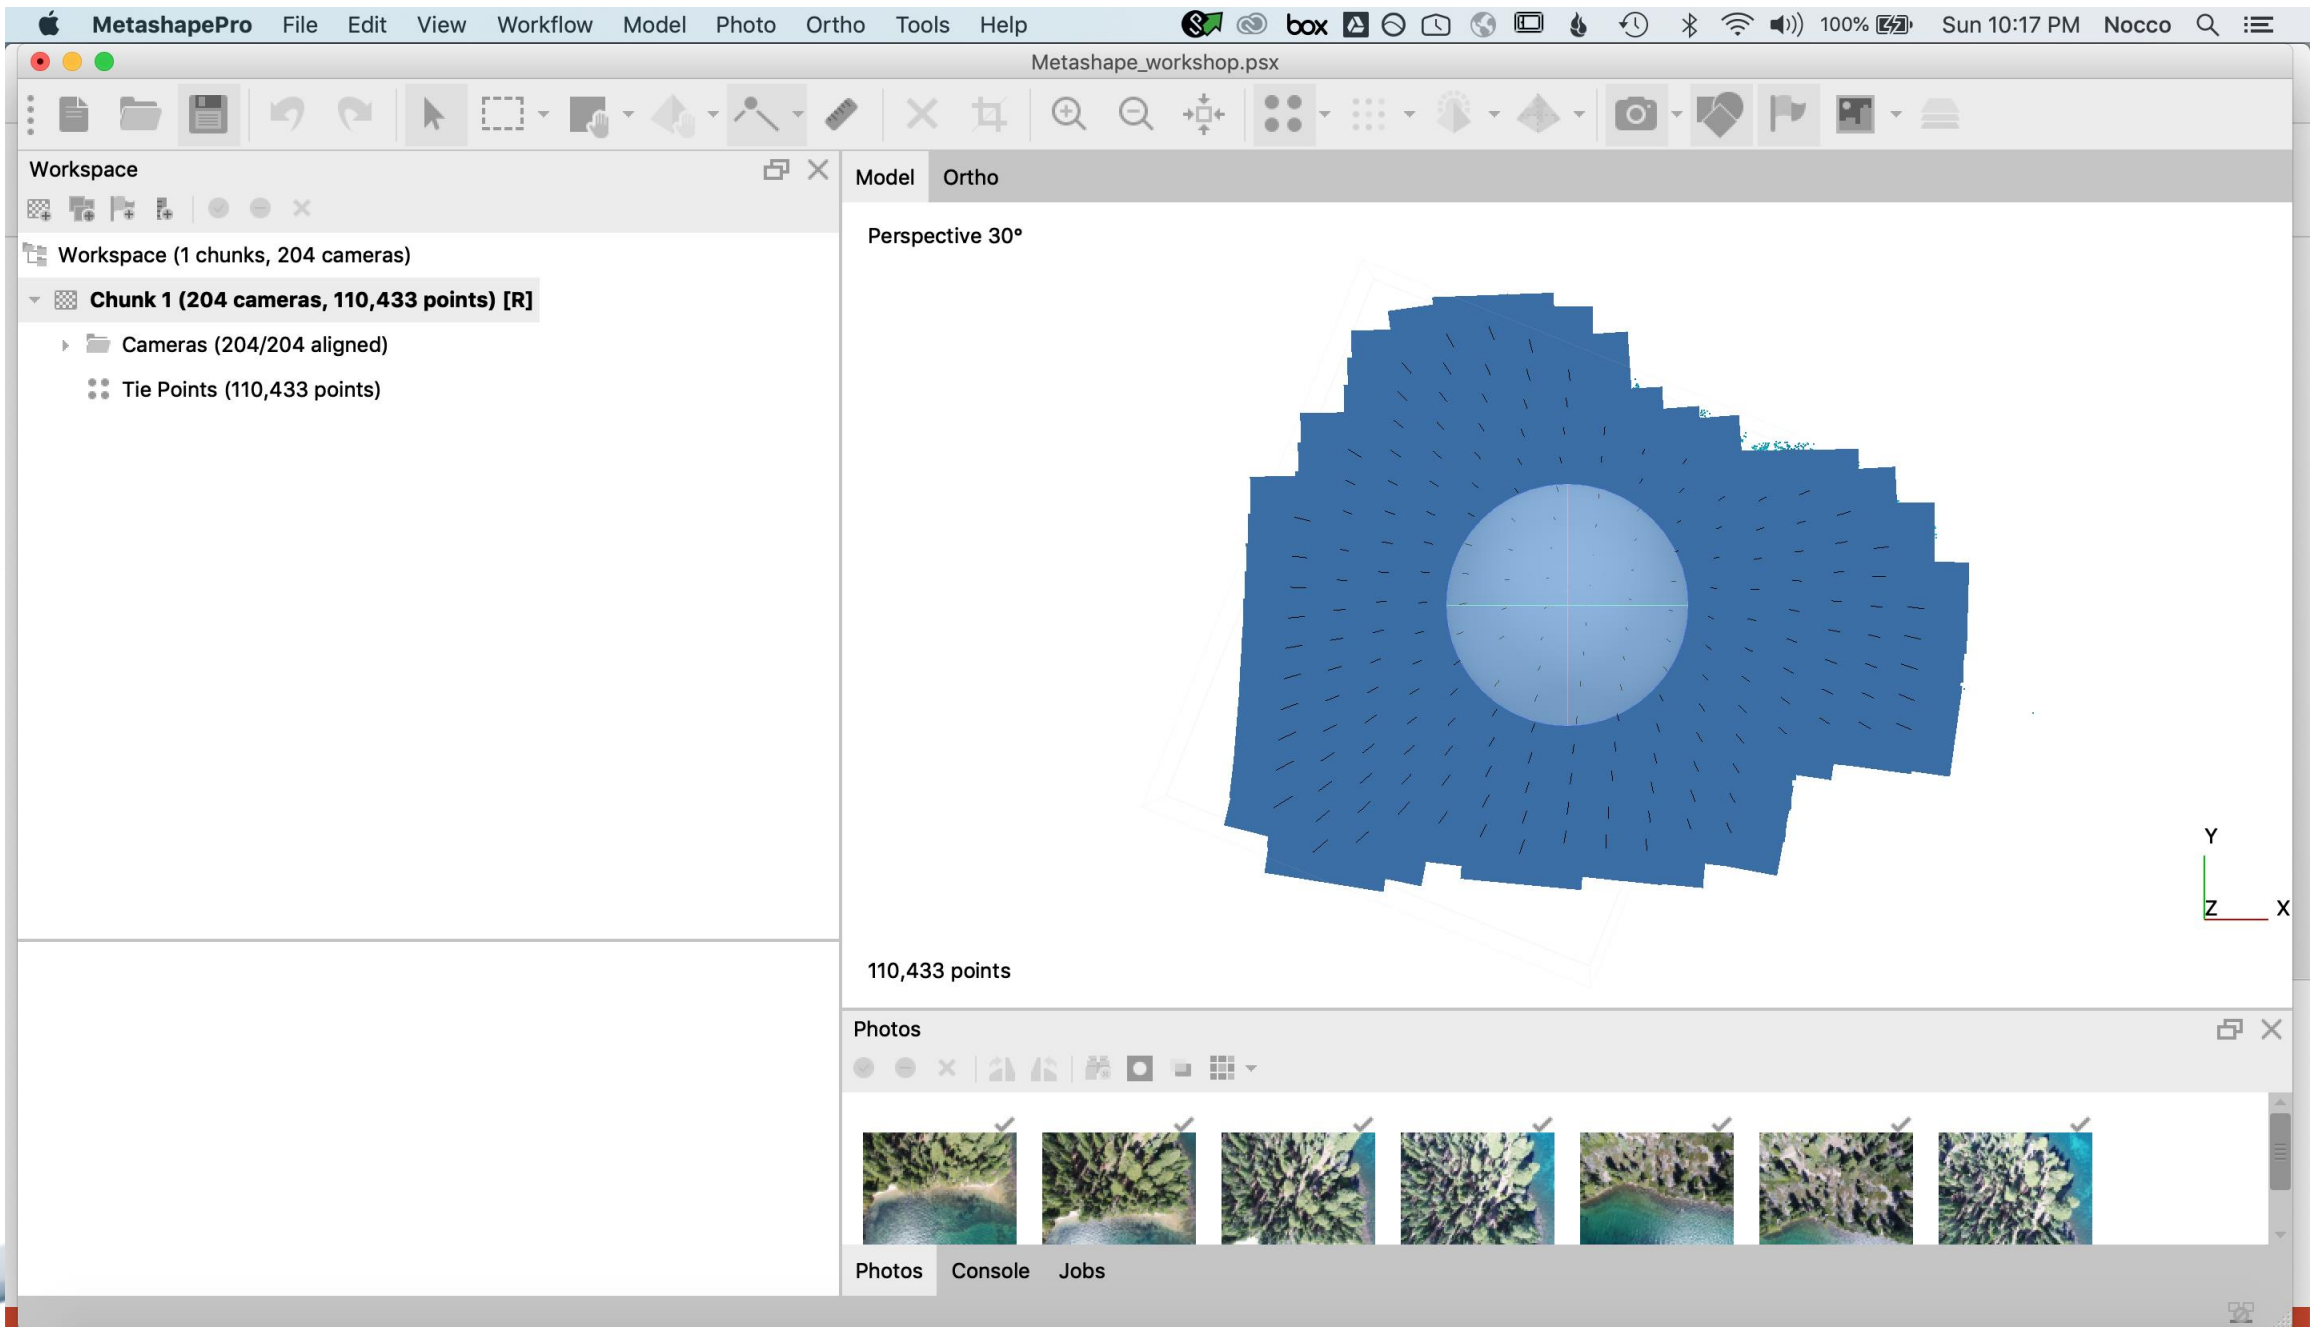 MetashapePro File Edit View Workflow Model Photo Ortho Tools Help box 100% Sun 10:17 PM Nocco
Metashape_workshop.psx
Workspace
Model Ortho
Perspective 30°
Workspace (1 chunks, 204 cameras)
Chunk 1 (204 cameras, 110,433 points) [R]
Cameras (204/204 aligned)
Tie Points (110,433 points)
Y
Z X
110,433 points
Photos
Photos Console Jobs